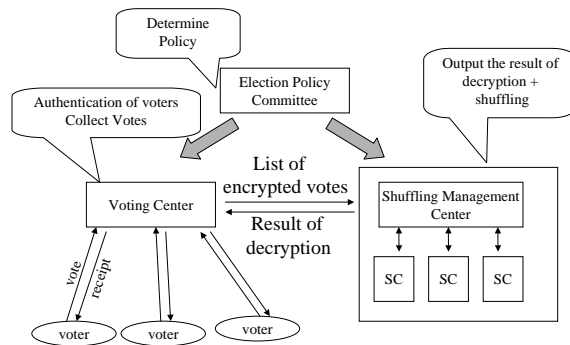 Determine
Policy
Election Policy
Committee
Output the result of
decryption +
shuffling
Authentication of voters
Collect Votes
List of
encrypted votes
Result of
decryption
Voting Center
Shuffling Management
Center
SC
SC
SC
vote
receipt
voter
voter
voter